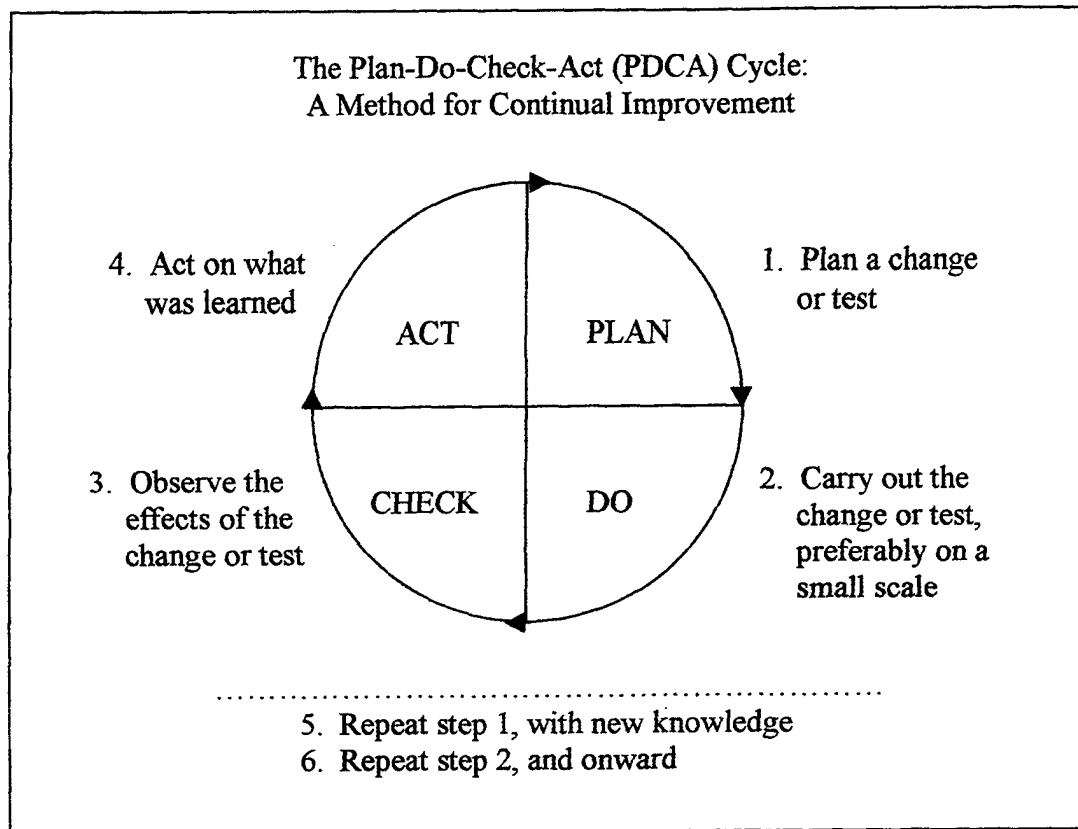 The Plan-Do-Check-Act (PDCA) Cycle:
A Method for Continual Improvement
4. Act on what
was learned
1. Plan a change
or test
ACT
PLAN
3. Observe the
effects of the
change or test
CHECK
DO
2. Carry out the
change or test,
preferably on a
small scale
5. Repeat step 1, with new knowledge
6. Repeat step 2, and onward